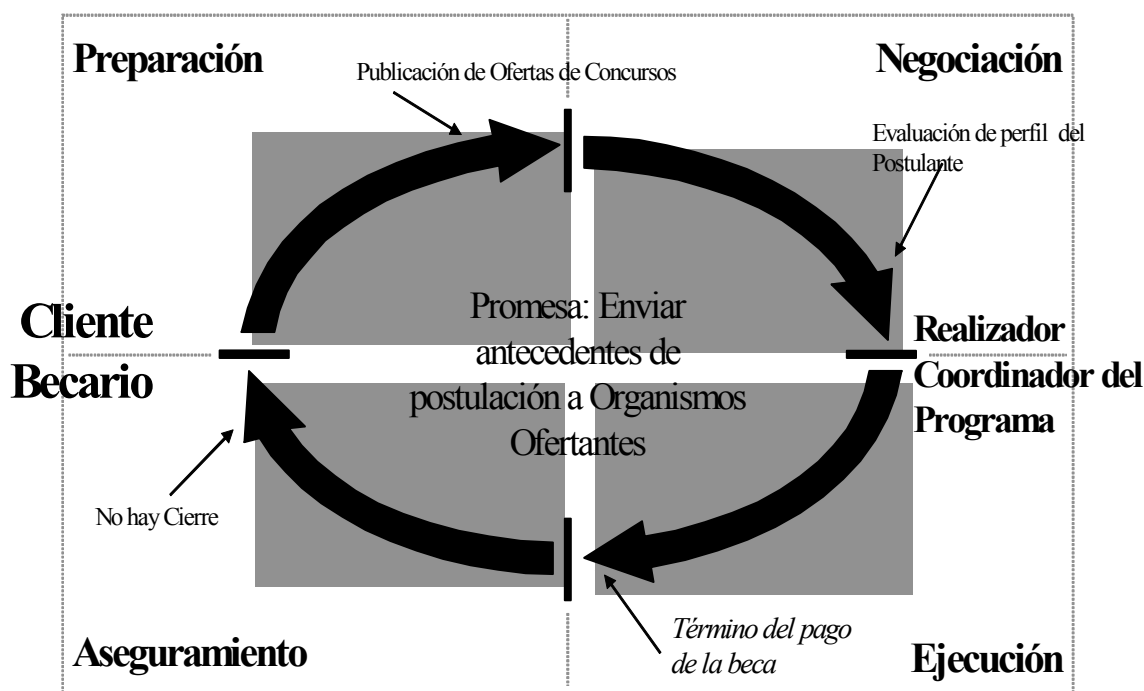 Preparación
Negociación
Publicación de Ofertas de Concursos
Evaluación de perfil del
Postulante
Cliente
Becario
Promesa: Enviar
antecedentes de
postulación a Organismos
Ofertantes
Realizador
Coordinador del
Programa
No hay Cierre
Término del pago
de la beca
Aseguramiento
Ejecución